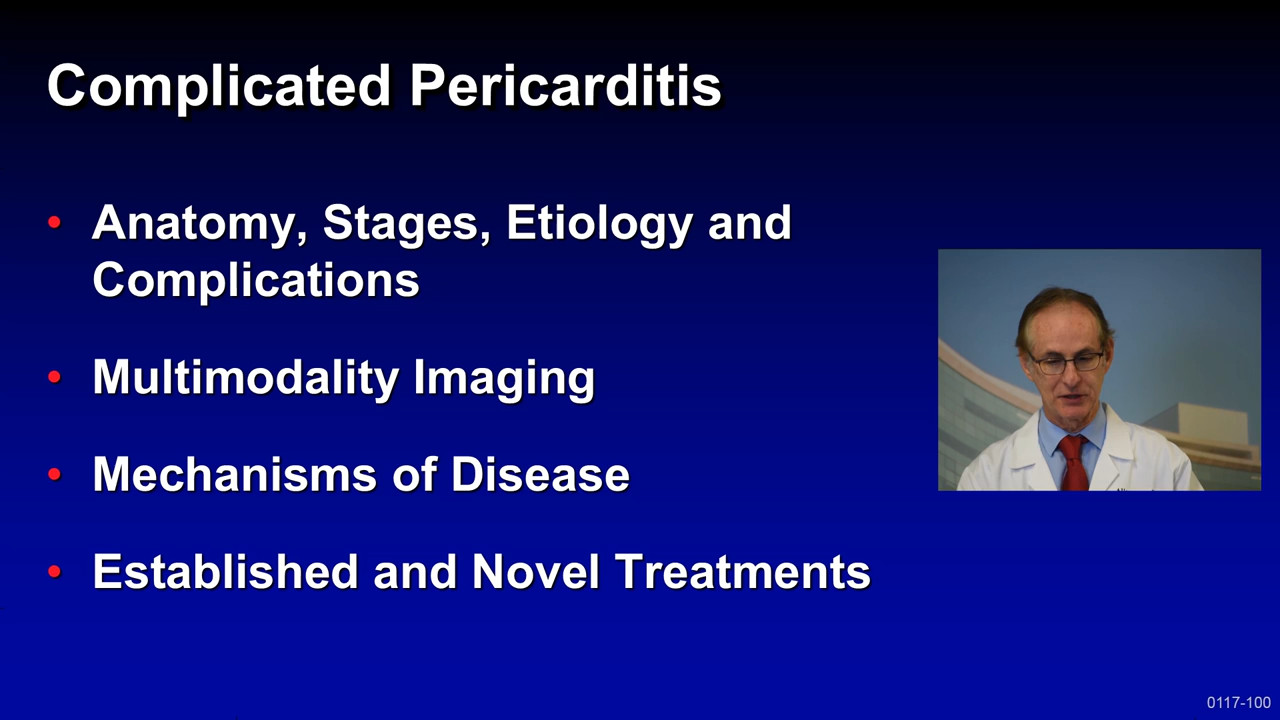 Complicated Pericarditis
• Anatomy, Stages, Etiology and
Complications
• Multimodality Imaging
• Mechanisms of Disease
• Established and Novel Treatments
0117-100